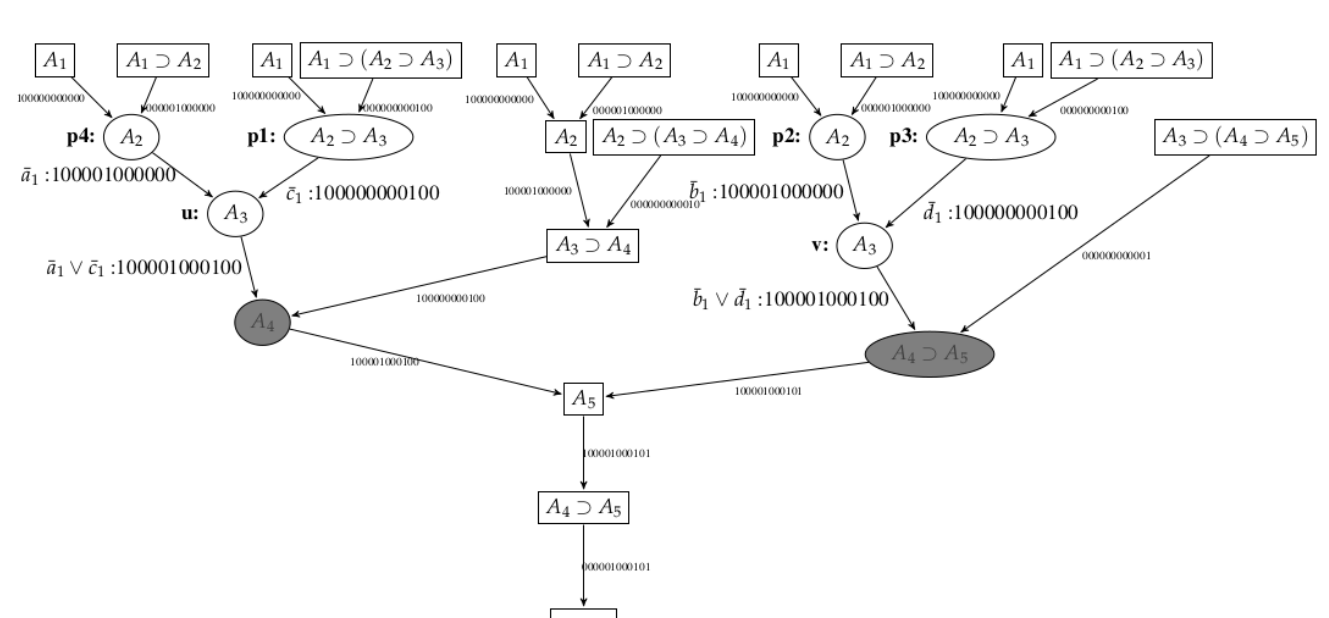 A₁ A₁ ⊃ A₂ A₁ A₁ ⊃ (A₂ ⊃ A₃) A₁ A₁ ⊃ A₂ A₁ A₁ ⊃ A₂ A₁ A₁ ⊃ (A₂ ⊃ A₃)
100000000000 000001000000 100000000000 000000000100 100000000000 000001000000 100000000000 000001000000 100000000000 000000000100
p4: A₂ p1: A₂ ⊃ A₃ A₂ A₂ ⊃ (A₃ ⊃ A₄) p2: A₂ p3: A₂ ⊃ A₃ A₃ ⊃ (A₄ ⊃ A₅)
ā₁ :100001000000 c̄₁ :100000000100 100001000000 000000000010 b̄₁ :100001000000 d̄₁ :100000000100
u: A₃ A₃ ⊃ A₄ v: A₃ 000000000001
ā₁ ∨ c̄₁ :100001000100 100000000100 b̄₁ ∨ d̄₁ :100001000100
A₄ A₄ ⊃ A₅
100001000100 100001000101
A₅
100001000101
A₄ ⊃ A₅
000001000101